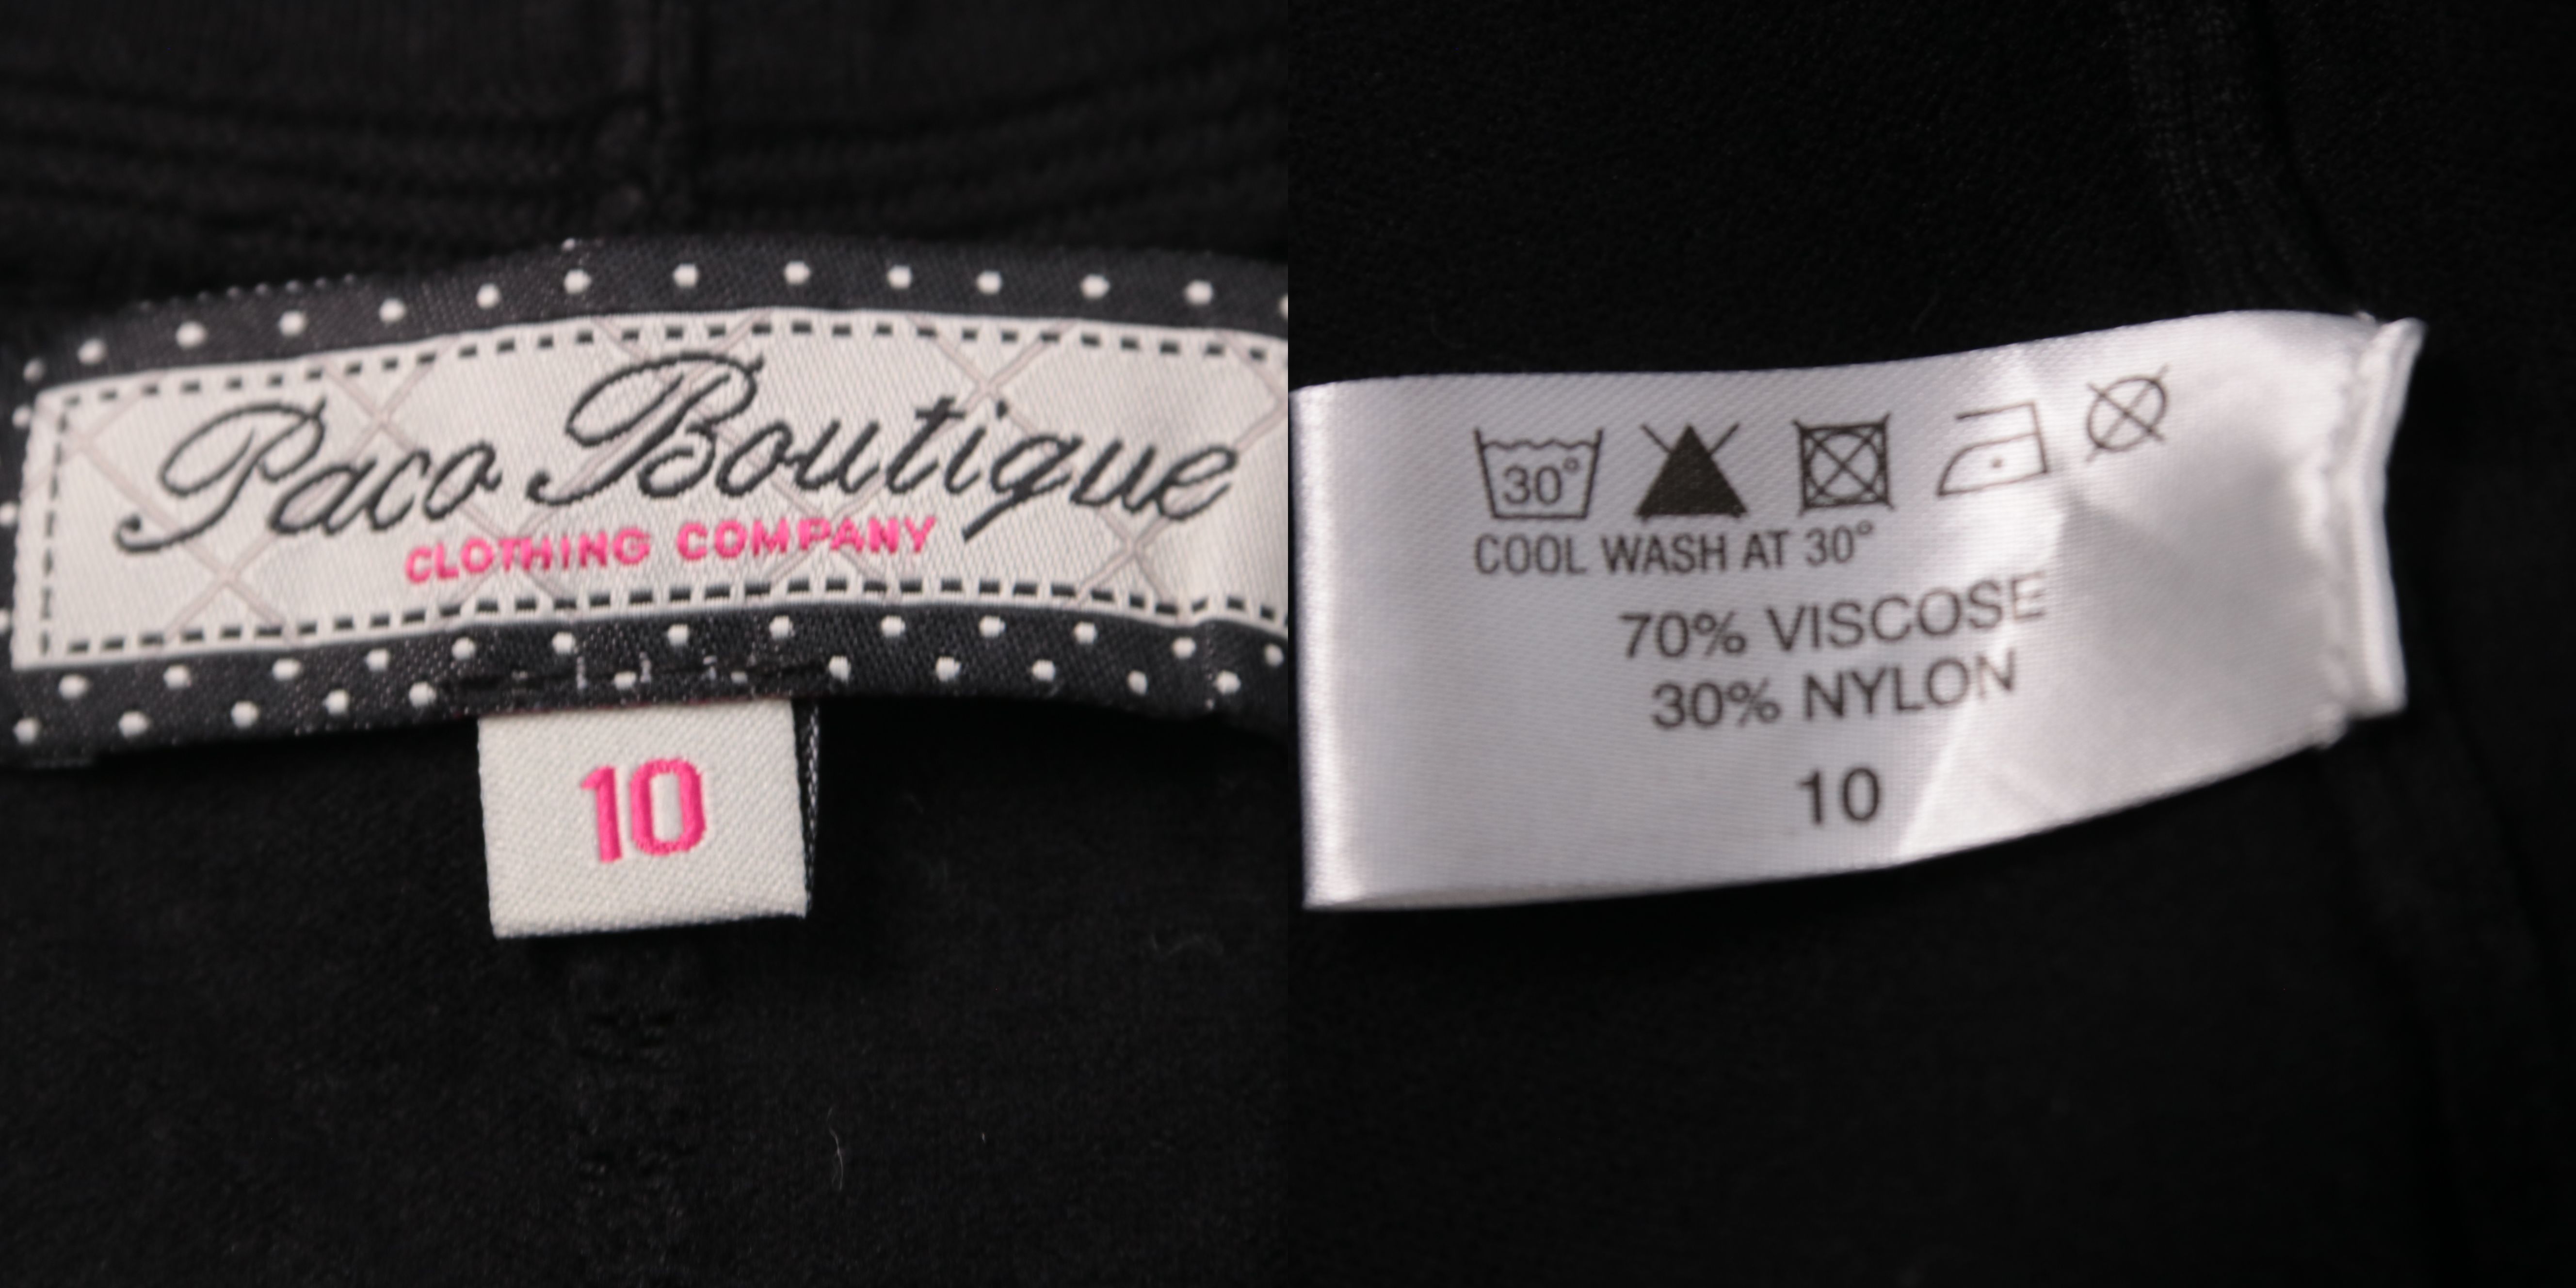 Paco Boutique
CLOTHING COMPANY
10
30°
COOL WASH AT 30°
70% VISCOSE
30% NYLON
10